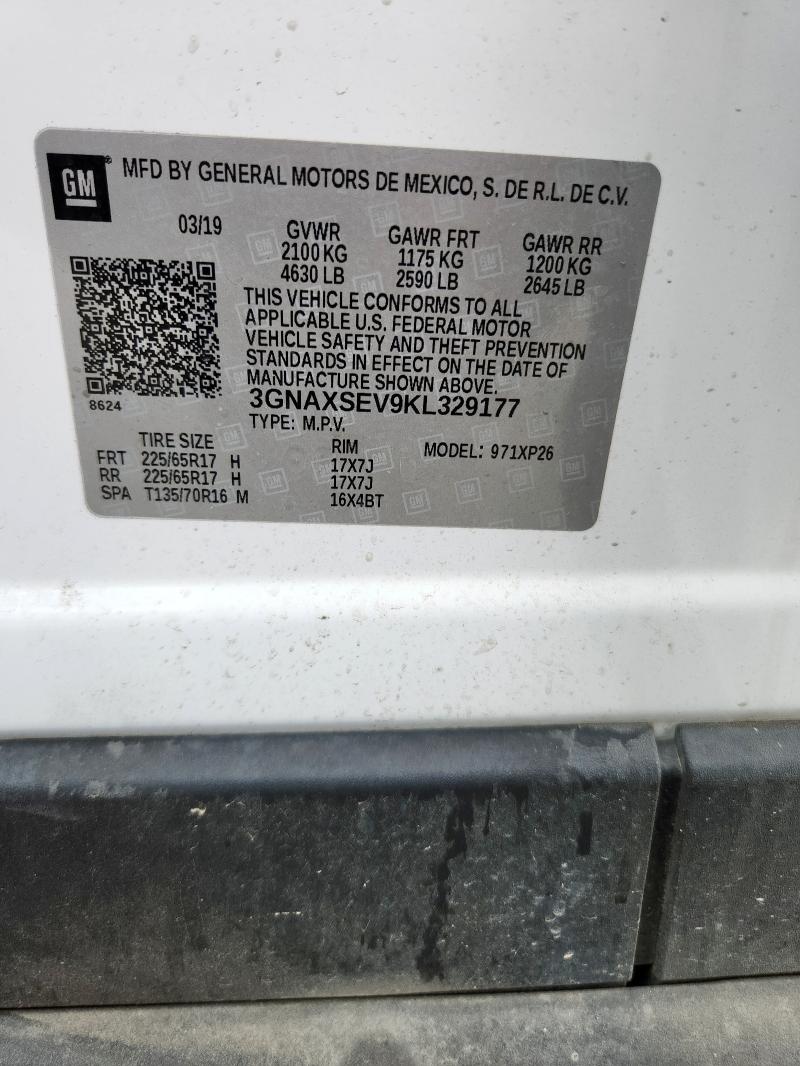 GM
MFD BY GENERAL MOTORS DE MEXICO, S. DE R.L. DE C.V.
03/19 GVWR GAWR FRT GAWR RR
2100 KG 1175 KG 1200 KG
4630 LB 2590 LB 2645 LB
THIS VEHICLE CONFORMS TO ALL
APPLICABLE U.S. FEDERAL MOTOR
VEHICLE SAFETY AND THEFT PREVENTION
STANDARDS IN EFFECT ON THE DATE OF
MANUFACTURE SHOWN ABOVE.
8624
3GNAXSEV9KL329177
TYPE: M.P.V.
TIRE SIZE RIM MODEL: 971XP26
FRT 225/65R17 H 17X7J
RR 225/65R17 H 17X7J
SPA T135/70R16 M 16X4BT